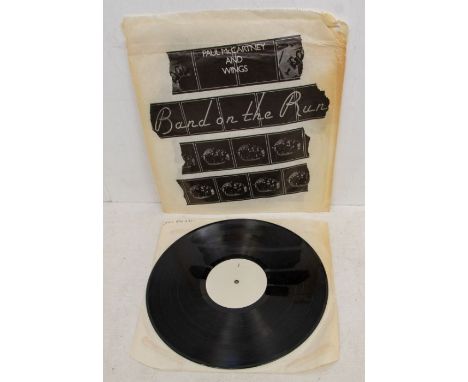 PAUL McCARTNEY
AND
WINGS
Band on the Run